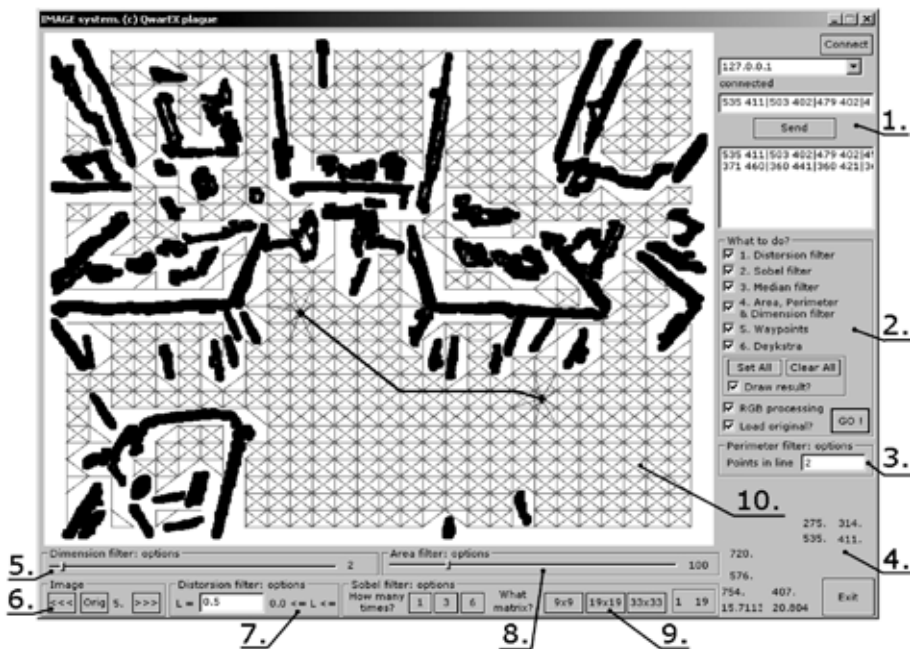 IMAGE system. (c) QwarEX plague
Connect
127.0.0.1
connected
535 411|503 402|479 402|4
1.
Send
535 411|503 402|479 402|4
371 460|360 441|360 421|3
What to do?
1. Distorsion filter
2. Sobel filter
3. Median filter
4. Area, Perimeter
& Dimension filter
2.
5. Waypoints
6. Deykstra
Set All Clear All
Draw result?
RGB processing
Load original? GO !
Perimeter filter: options
Points in line 2
3.
10.
275. 314.
535. 411.
4.
720.
576.
754. 407.
15.711: 20.804
Exit
5.
Dimension filter: options
2
Area filter: options
100
6.
Image
<<< Orig 5. >>>
Distorsion filter: options
L = 0.5 0.0 <= L <=
Sobel filter: options
How many
times? 1 3 6
What
matrix? 9x9 19x19 33x33 1 19
7.
8.
9.